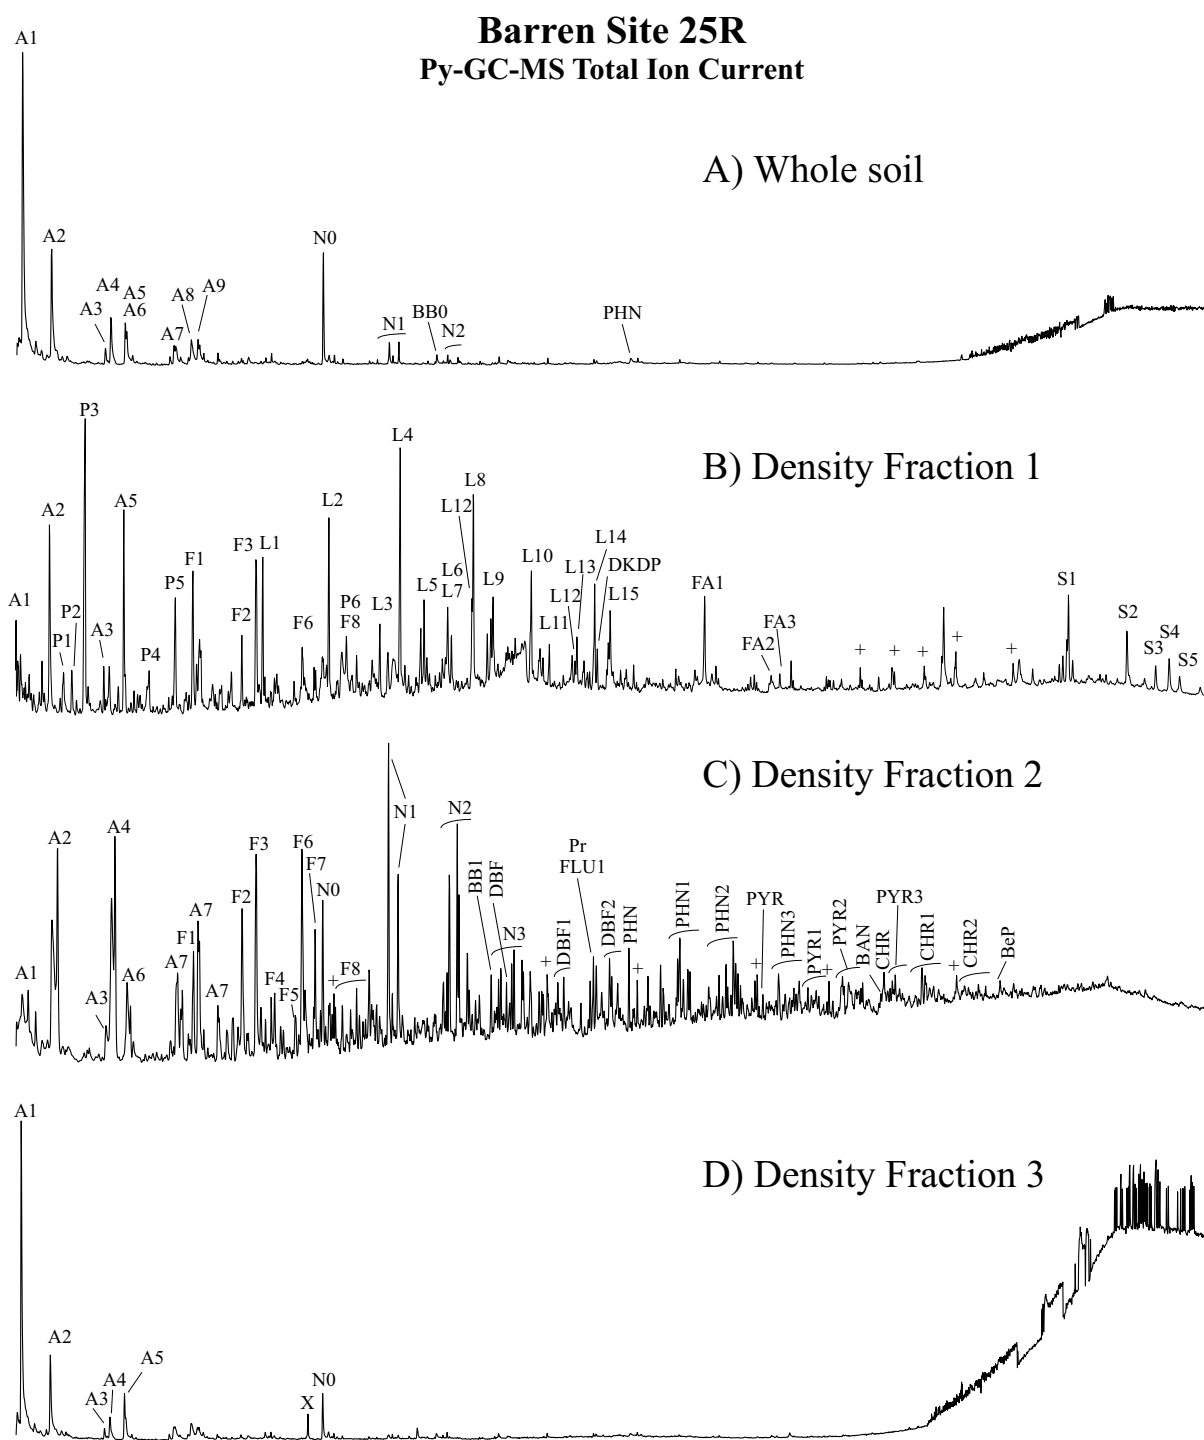 Barren Site 25R
Py-GC-MS Total Ion Current
A) Whole soil
A1
A2
A3
A4
A5
A6
A7
A8
A9
N0
N1
BB0
N2
PHN
B) Density Fraction 1
A1
A2
P1
P2
P3
A3
A5
P4
P5
F1
F2
F3
L1
F6
L2
P6
F8
L3
L4
L5
L6
L7
L12
L8
L9
L10
L11
L12
L13
L14
DKDP
L15
FA1
FA2
FA3
+
+
+
+
+
S1
S2
S3
S4
S5
C) Density Fraction 2
A1
A2
A3
A4
A6
A7
F1
A7
A7
F2
F3
F4
F5
F6
F7
N0
+
F8
N1
N2
BB1
DBF
N3
+
DBF1
Pr
FLU1
DBF2
PHN
+
PHN1
PHN2
+
PYR
PHN3
PYR1
+
PYR2
BAN
CHR
PYR3
CHR1
+
CHR2
BeP
D) Density Fraction 3
A1
A2
A3
A4
A5
X
N0